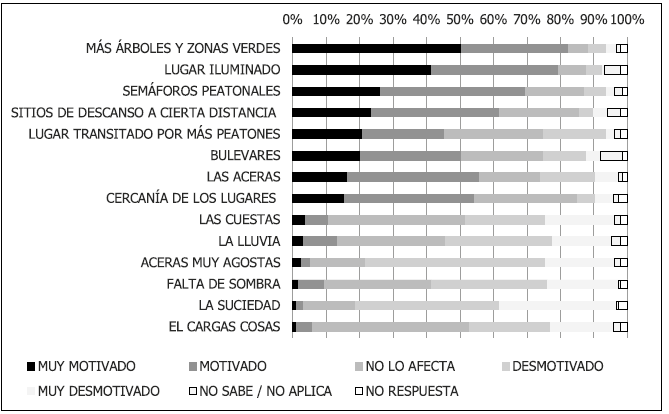 0% 10% 20% 30% 40% 50% 60% 70% 80% 90% 100%
MÁS ÁRBOLES Y ZONAS VERDES
LUGAR ILUMINADO
SEMÁFOROS PEATONALES
SITIOS DE DESCANSO A CIERTA DISTANCIA
LUGAR TRANSITADO POR MÁS PEATONES
BULEVARES
LAS ACERAS
CERCANÍA DE LOS LUGARES
LAS CUESTAS
LA LLUVIA
ACERAS MUY AGOSTAS
FALTA DE SOMBRA
LA SUCIEDAD
EL CARGAS COSAS
MUY MOTIVADO MOTIVADO NO LO AFECTA DESMOTIVADO
MUY DESMOTIVADO NO SABE / NO APLICA NO RESPUESTA